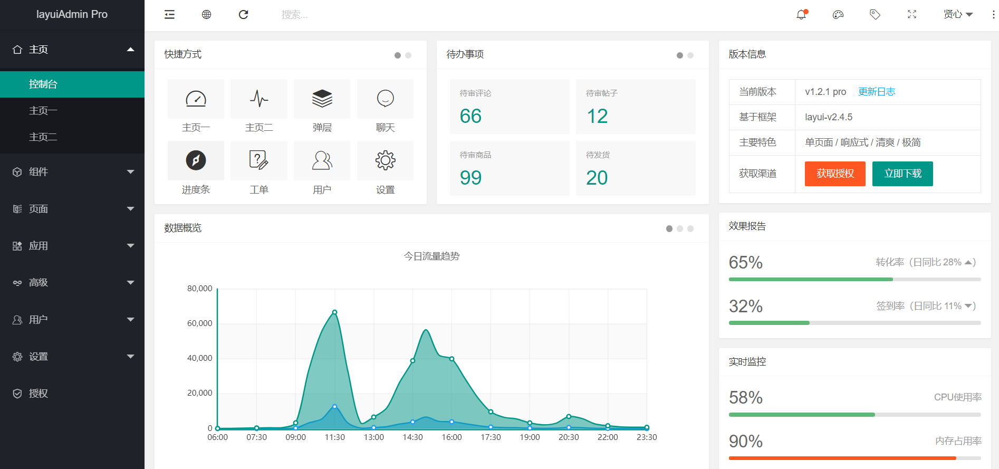 layuiAdmin Pro
搜索...
贤心
主页
控制台
主页一
主页二
组件
页面
应用
高级
用户
设置
授权
快捷方式
主页一
主页二
弹层
聊天
进度条
工单
用户
设置
待办事项
待审评论
66
待审帖子
12
待审商品
99
待发货
20
版本信息
当前版本 v1.2.1 pro 更新日志
基于框架 layui-v2.4.5
主要特色 单页面 / 响应式 / 清爽 / 极简
获取渠道 获取授权 立即下载
数据概览
今日流量趋势
80,000
60,000
40,000
20,000
0
06:00 07:30 09:00 11:30 13:00 14:30 16:00 17:30 19:00 20:30 22:00 23:30
效果报告
65% 转化率（日同比 28% ）
32% 签到率（日同比 11% ）
实时监控
58% CPU使用率
90% 内存占用率